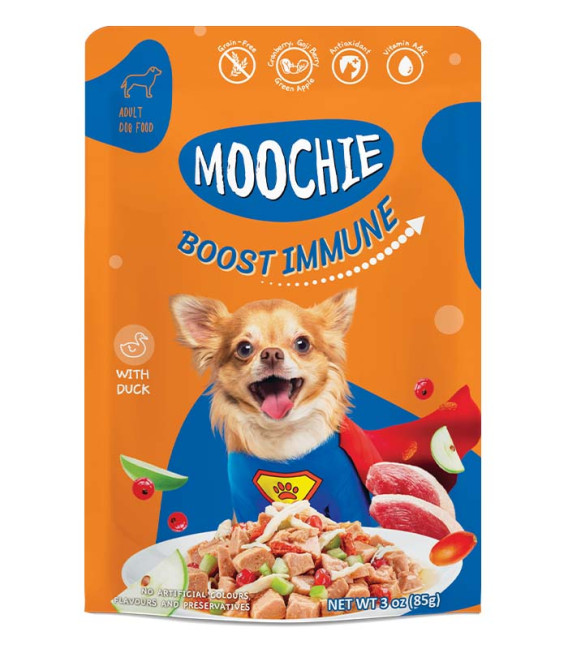 Grain-Free
Cranberry, Goji Berry
Green Apple
Antioxidant
Vitamin A&E
ADULT
DOG FOOD
MOOCHIE
BOOST IMMUNE
WITH
DUCK
NO ARTIFICIAL COLOURS,
FLAVOURS AND PRESERVATIVES
NET WT 3 oz (85g)